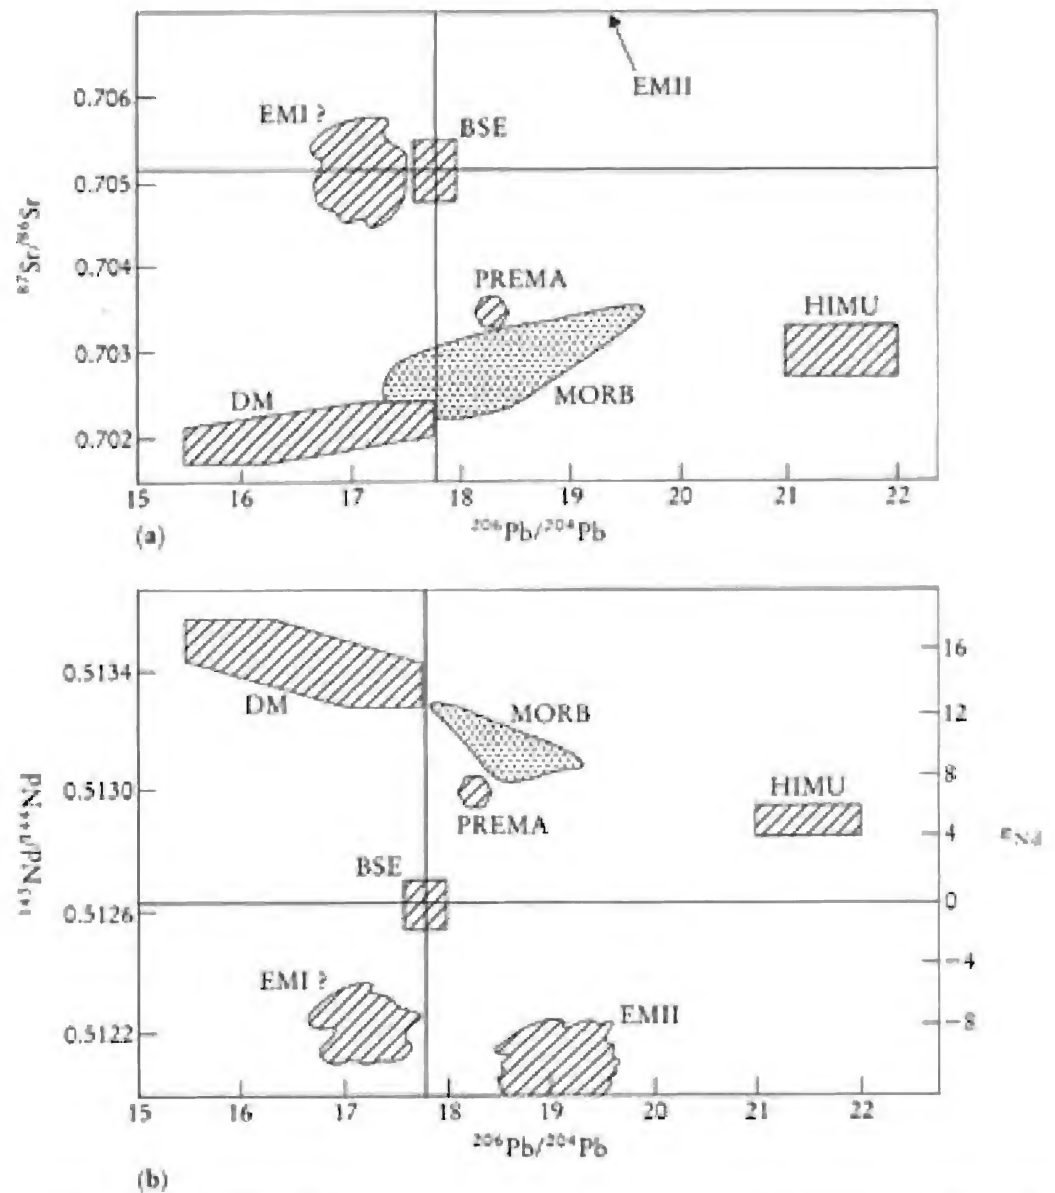 EMII
0.706
EMI ?
BSE
0.705
⁸⁷Sr/⁸⁶Sr
0.704
PREMA
HIMU
0.703
DM
MORB
0.702
15 16 17 18 19 20 21 22
(a)
²⁰⁶Pb/²⁰⁴Pb
0.5134
16
DM
MORB
12
¹⁴³Nd/¹⁴⁴Nd
0.5130
8
HIMU
PREMA
4
εNd
BSE
0.5126
0
-4
EMI ?
EMII
0.5122
-8
15 16 17 18 19 20 21 22
²⁰⁶Pb/²⁰⁴Pb
(b)